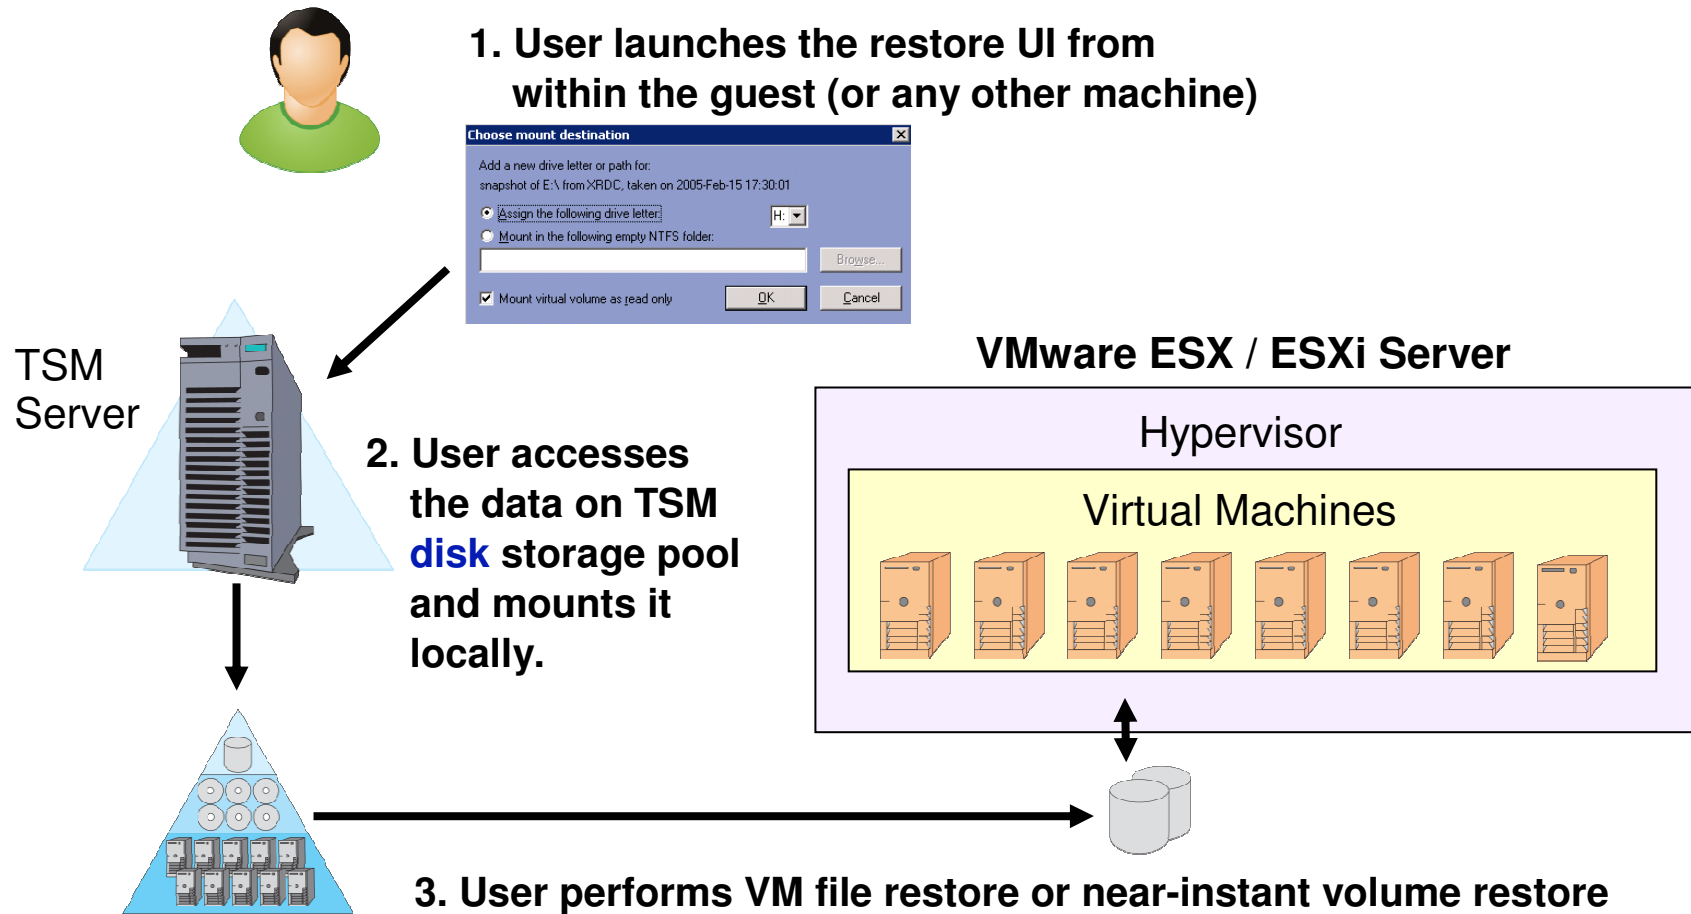 1. User launches the restore UI from
within the guest (or any other machine)
Choose mount destination
Add a new drive letter or path for:
snapshot of E:\ from XRDC, taken on 2005-Feb-15 17:30:01
Assign the following drive letter:
H:
Mount in the following empty NTFS folder:
Browse...
Mount virtual volume as read only
OK
Cancel
TSM
Server
VMware ESX / ESXi Server
Hypervisor
Virtual Machines
2. User accesses
the data on TSM
disk storage pool
and mounts it
locally.
3. User performs VM file restore or near-instant volume restore